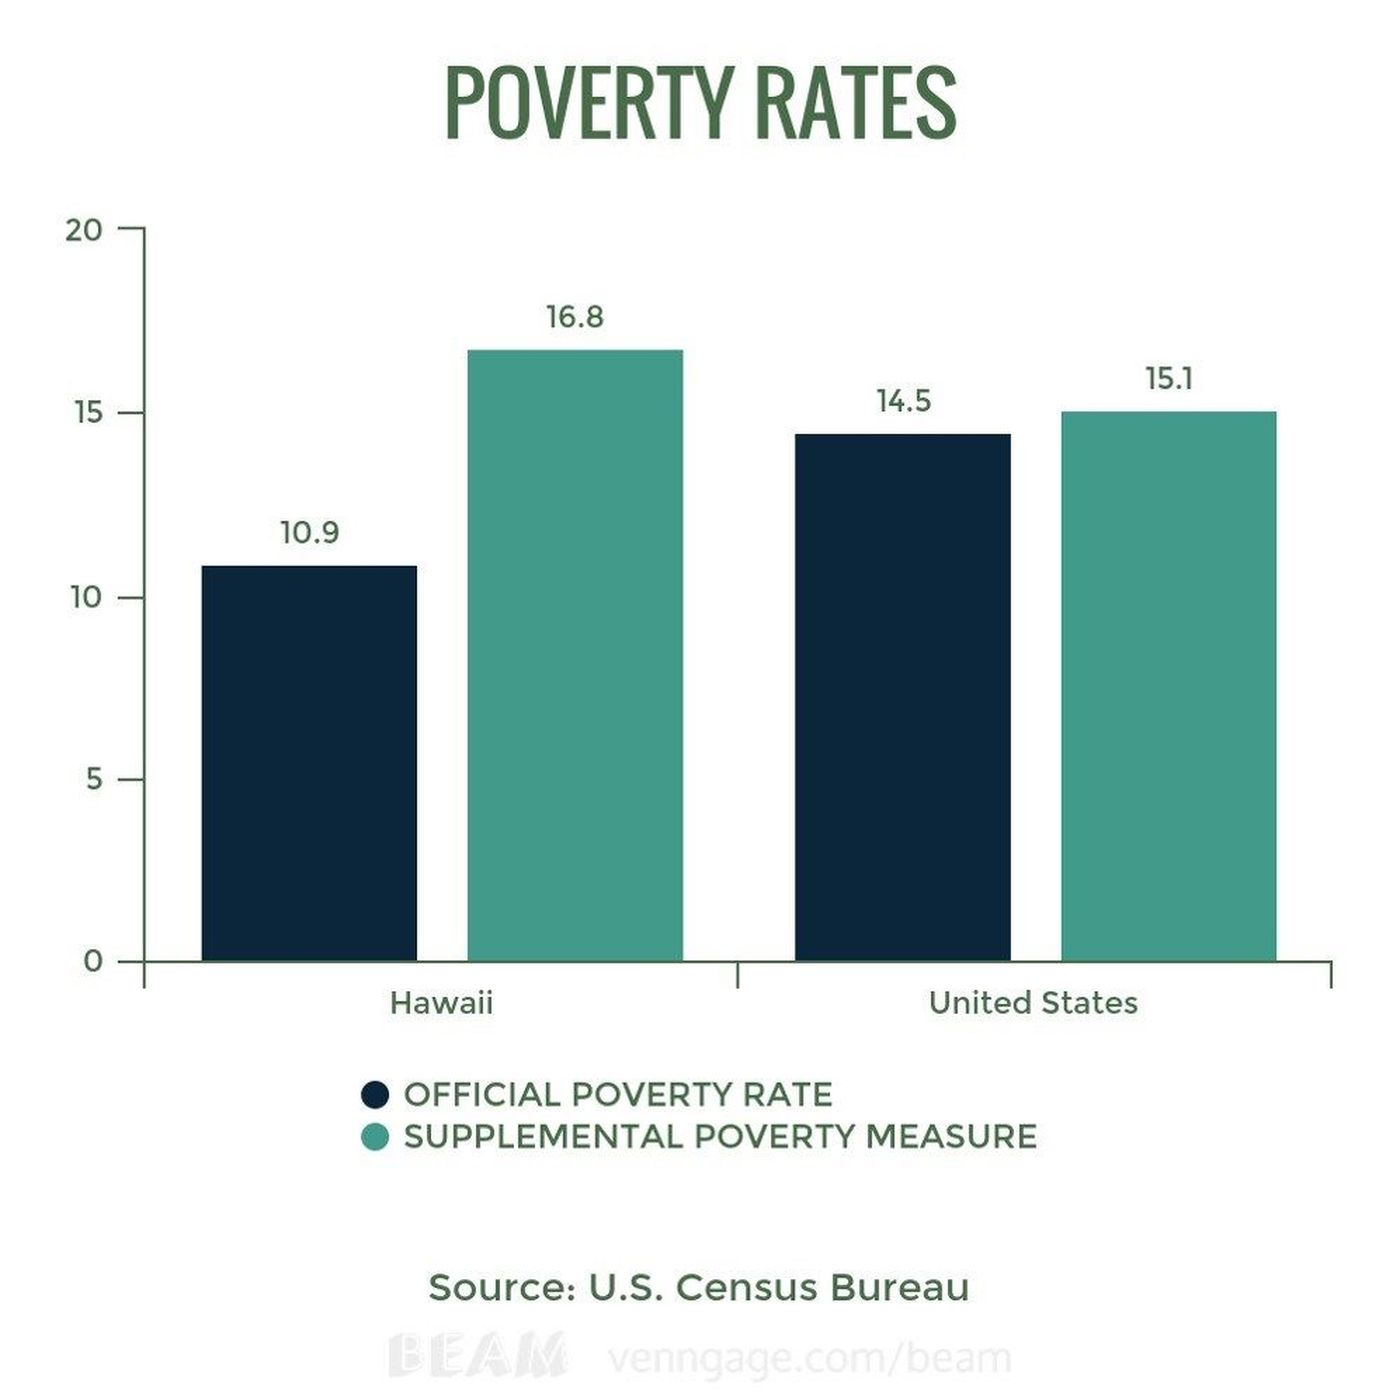 POVERTY RATES
20
15
10
5
0
10.9
16.8
14.5
15.1
Hawaii
United States
OFFICIAL POVERTY RATE
SUPPLEMENTAL POVERTY MEASURE
Source: U.S. Census Bureau
BEAM venngage.com/beam